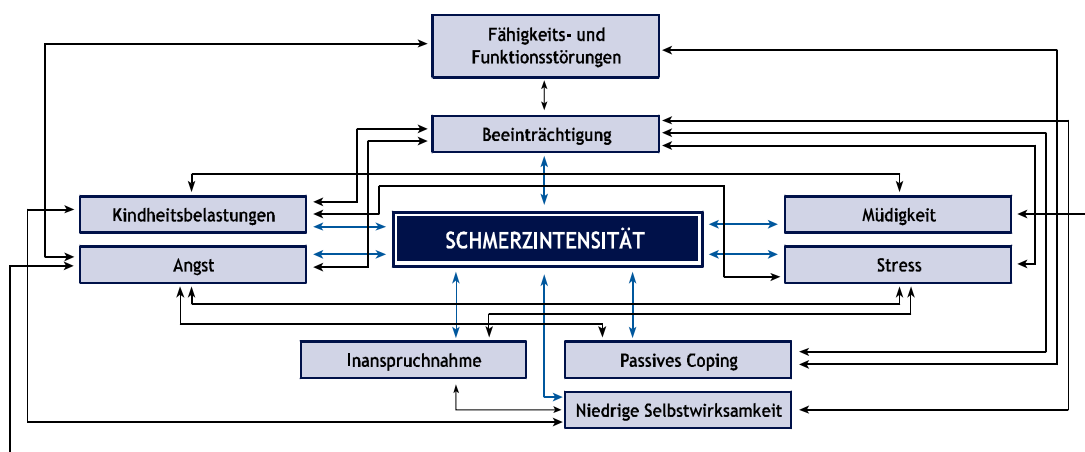 Fähigkeits- und
Funktionsstörungen
Beeinträchtigung
Kindheitsbelastungen
Müdigkeit
SCHMERZINTENSITÄT
Angst
Stress
Inanspruchnahme
Passives Coping
Niedrige Selbstwirksamkeit